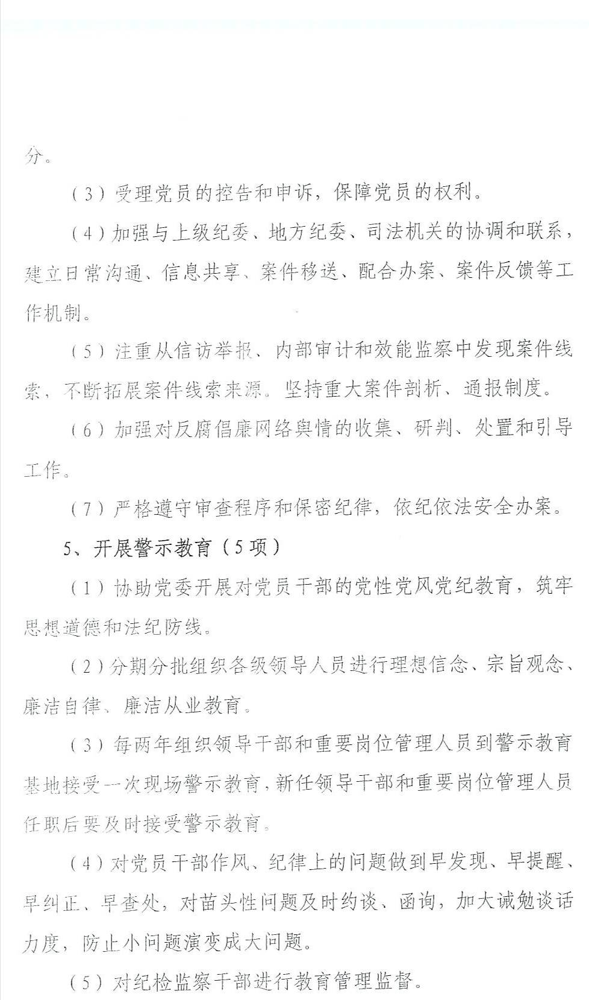 分。
（3）受理党员的控告和申诉，保障党员的权利。
（4）加强与上级纪委、地方纪委、司法机关的协调和联系，
建立日常沟通、信息共享、案件移送、配合办案、案件反馈等工
作机制。
（5）注重从信访举报、内部审计和效能监察中发现案件线
索，不断拓展案件线索来源。坚持重大案件剖析、通报制度。
（6）加强对反腐倡廉网络舆情的收集、研判、处置和引导
工作。
（7）严格遵守审查程序和保密纪律，依纪依法安全办案。
5、开展警示教育（5项）
（1）协助党委开展对党员干部的党性党风党纪教育，筑牢
思想道德和法纪防线。
（2）分期分批组织各级领导人员进行理想信念、宗旨观念、
廉洁自律、廉洁从业教育。
（3）每两年组织领导干部和重要岗位管理人员到警示教育
基地接受一次现场警示教育，新任领导干部和重要岗位管理人员
任职后要及时接受警示教育。
（4）对党员干部作风、纪律上的问题做到早发现、早提醒、
早纠正、早查处，对苗头性问题及时约谈、函询，加大诫勉谈话
力度，防止小问题演变成大问题。
（5）对纪检监察干部进行教育管理监督。